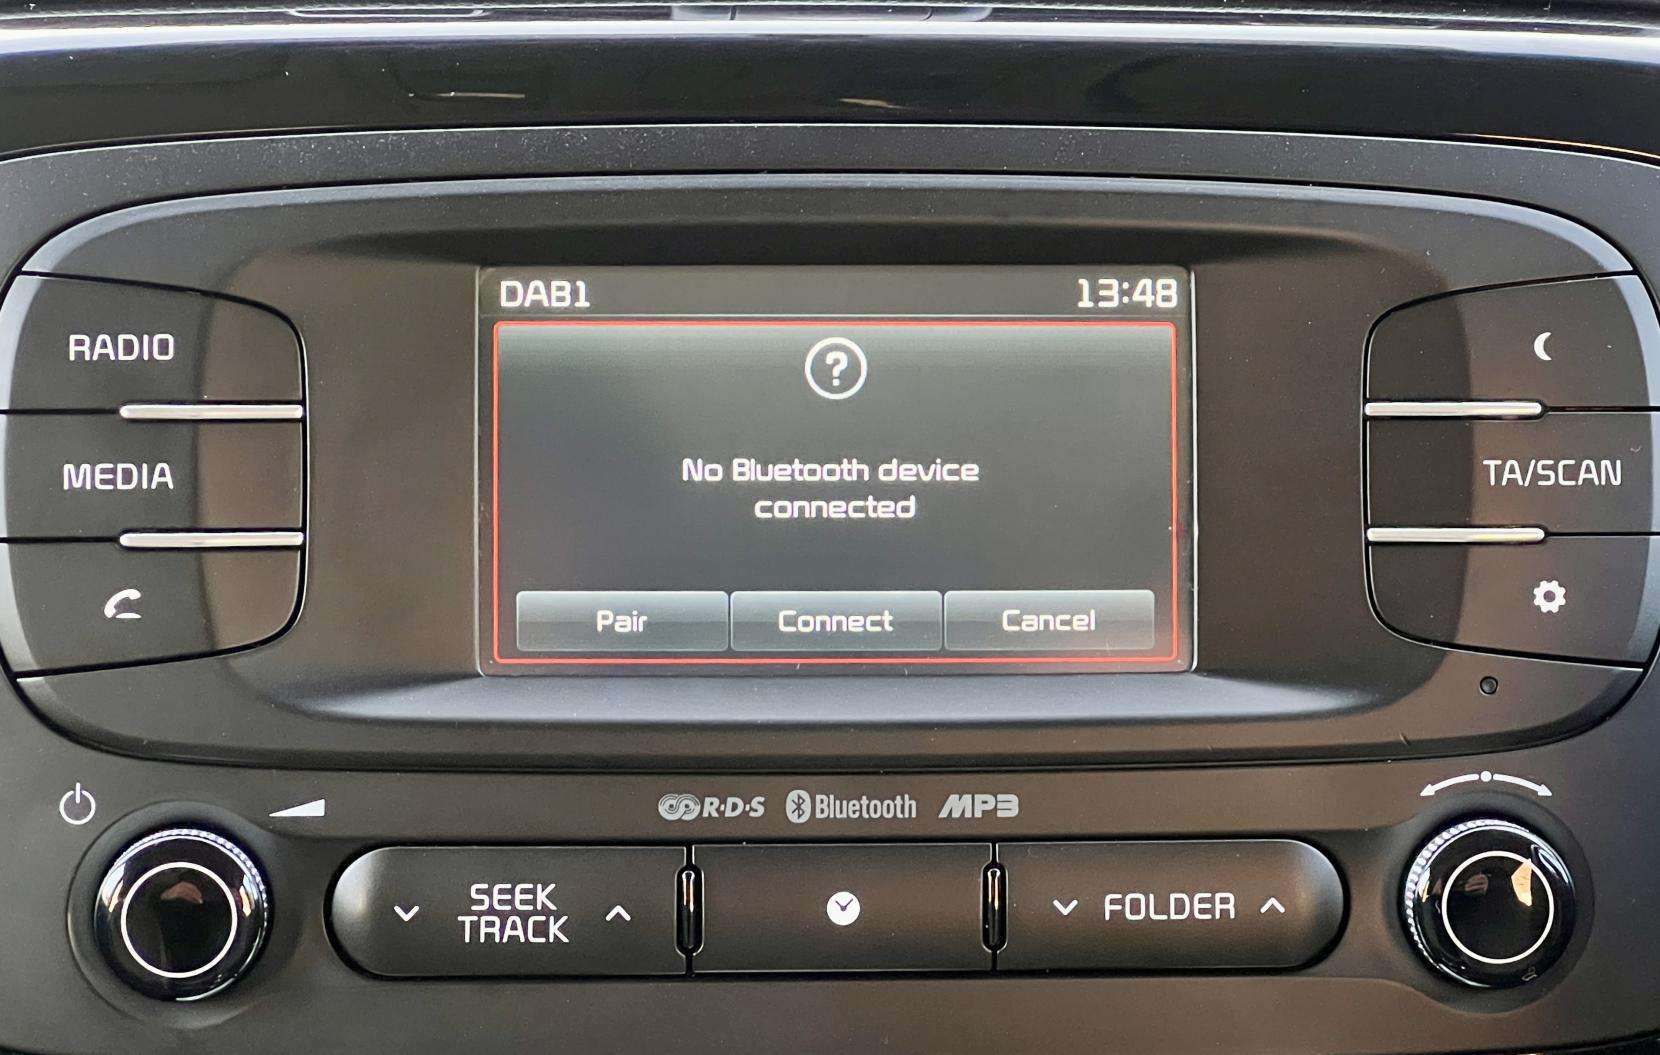 DAB1 13:48
RADIO
?
MEDIA
No Bluetooth device
connected
TA/SCAN
Pair Connect Cancel
R·D·S Bluetooth MP3
SEEK
TRACK
FOLDER